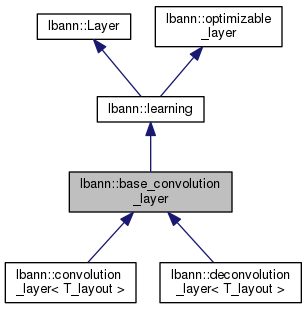 lbann::Layer
lbann::optimizable
_layer
lbann::learning
lbann::base_convolution
_layer
lbann::convolution
_layer< T_layout >
lbann::deconvolution
_layer< T_layout >